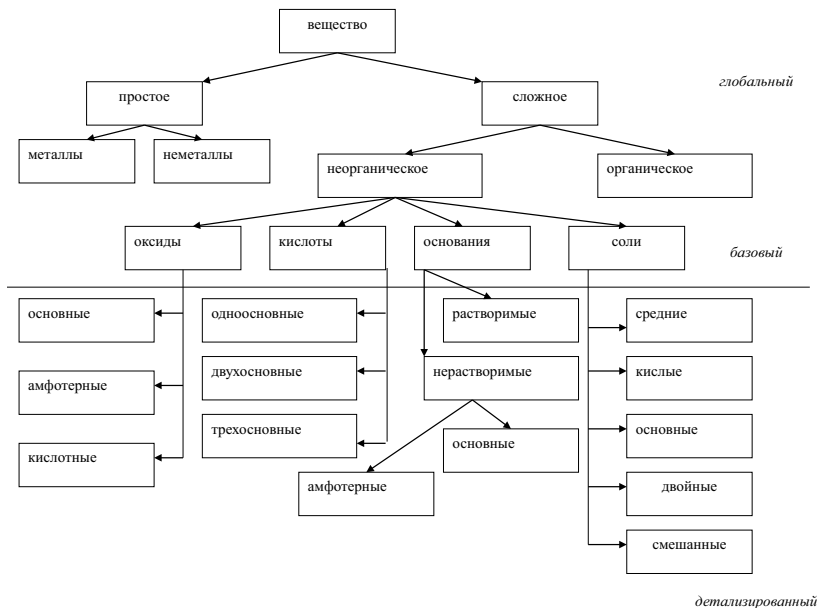 вещество
глобальный
простое
сложное
металлы
неметаллы
неорганическое
органическое
оксиды
кислоты
основания
соли
базовый
основные
одноосновные
растворимые
средние
амфотерные
двухосновные
нерастворимые
кислые
трехосновные
основные
основные
кислотные
амфотерные
двойные
смешанные
детализированный